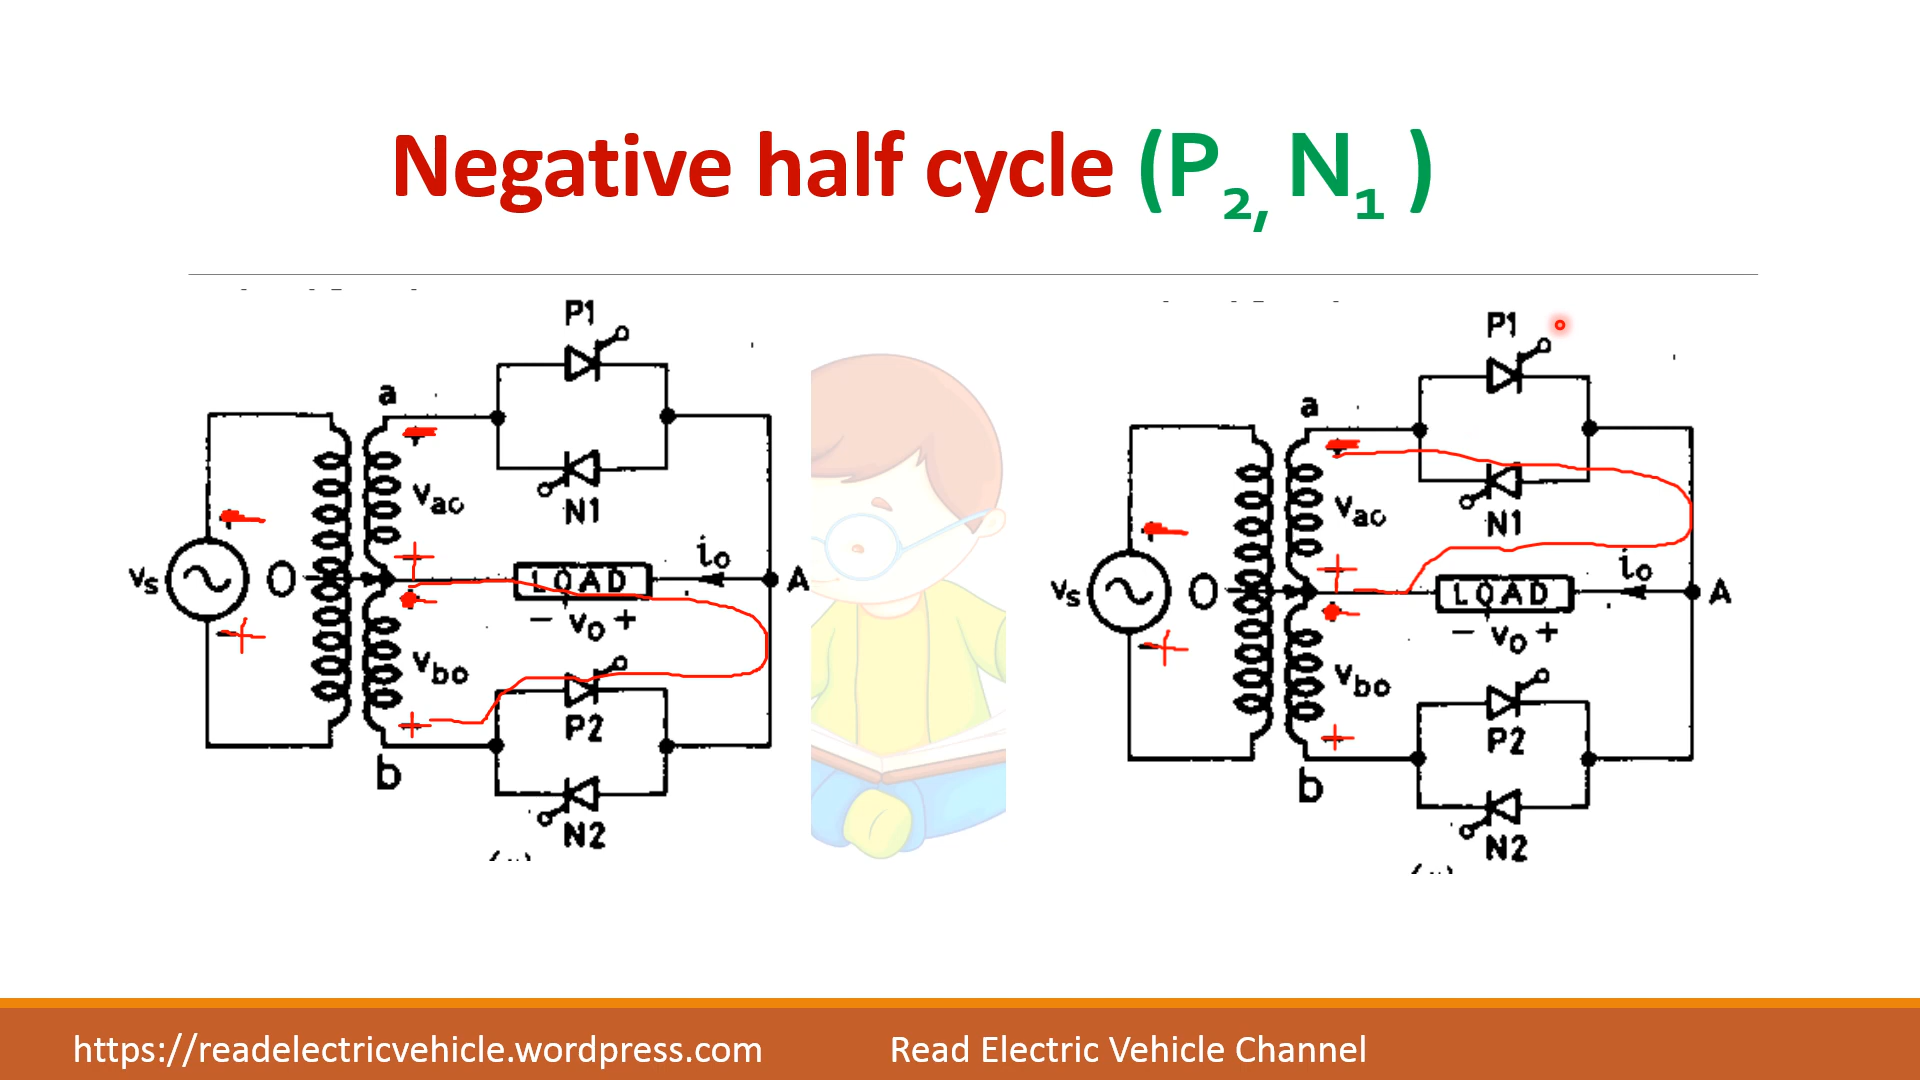 Negative half cycle (P2, N1 )
P1
a
vao
N1
io
vs
O
LOAD
A
- vo +
vbo
P2
b
N2
P1
a
vao
N1
io
vs
O
LOAD
A
- vo +
vbo
P2
b
N2
https://readelectricvehicle.wordpress.com
Read Electric Vehicle Channel